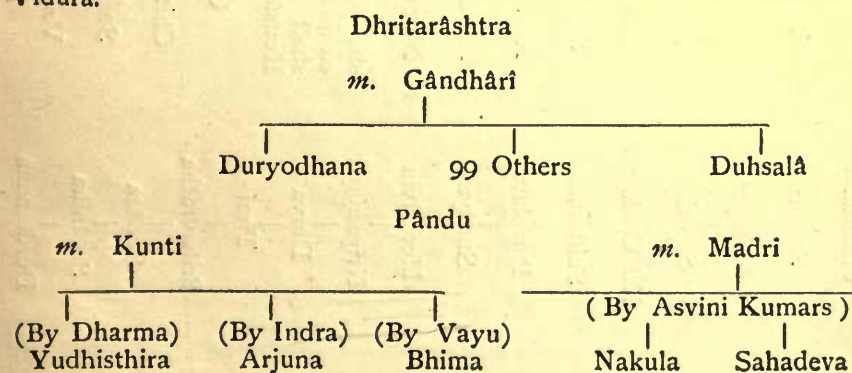 Vidura.
Dhritarâshtra
m. Gândhârî
Duryodhana 99 Others Duhsalâ
Pându
m. Kunti m. Madri
(By Asvini Kumars)
(By Dharma) (By Indra) (By Vayu)
Yudhisthira Arjuna Bhima Nakula Sahadeva